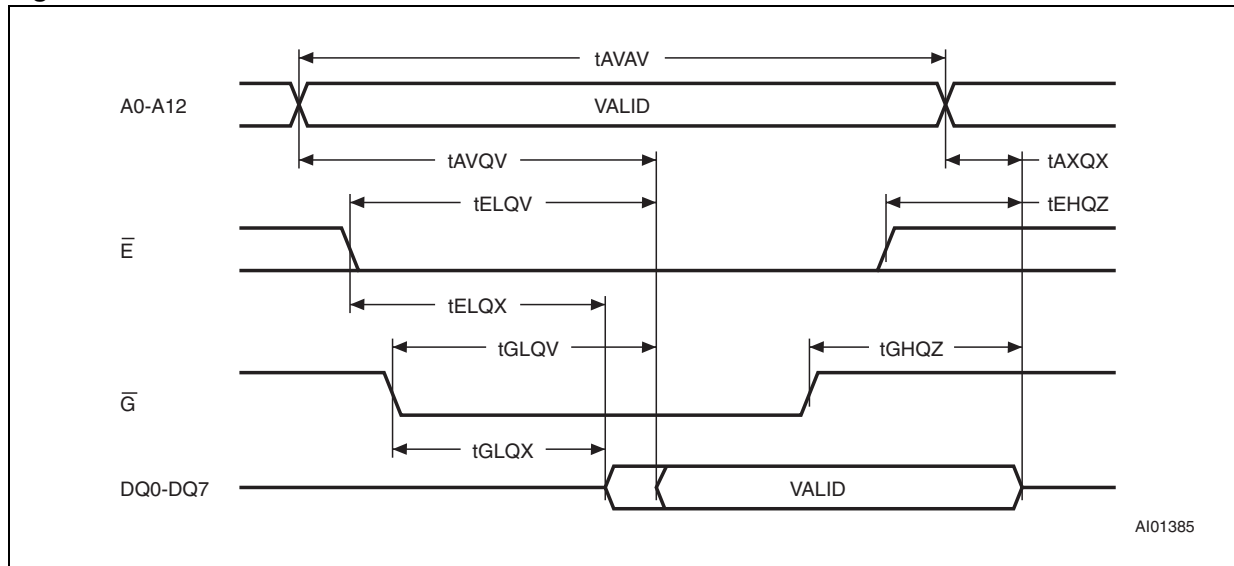 tAVAV
A0-A12
VALID
tAVQV
tAXQX
tELQV
tEHQZ
E̅
tELQX
tGLQV
tGHQZ
G̅
tGLQX
DQ0-DQ7
VALID
AI01385